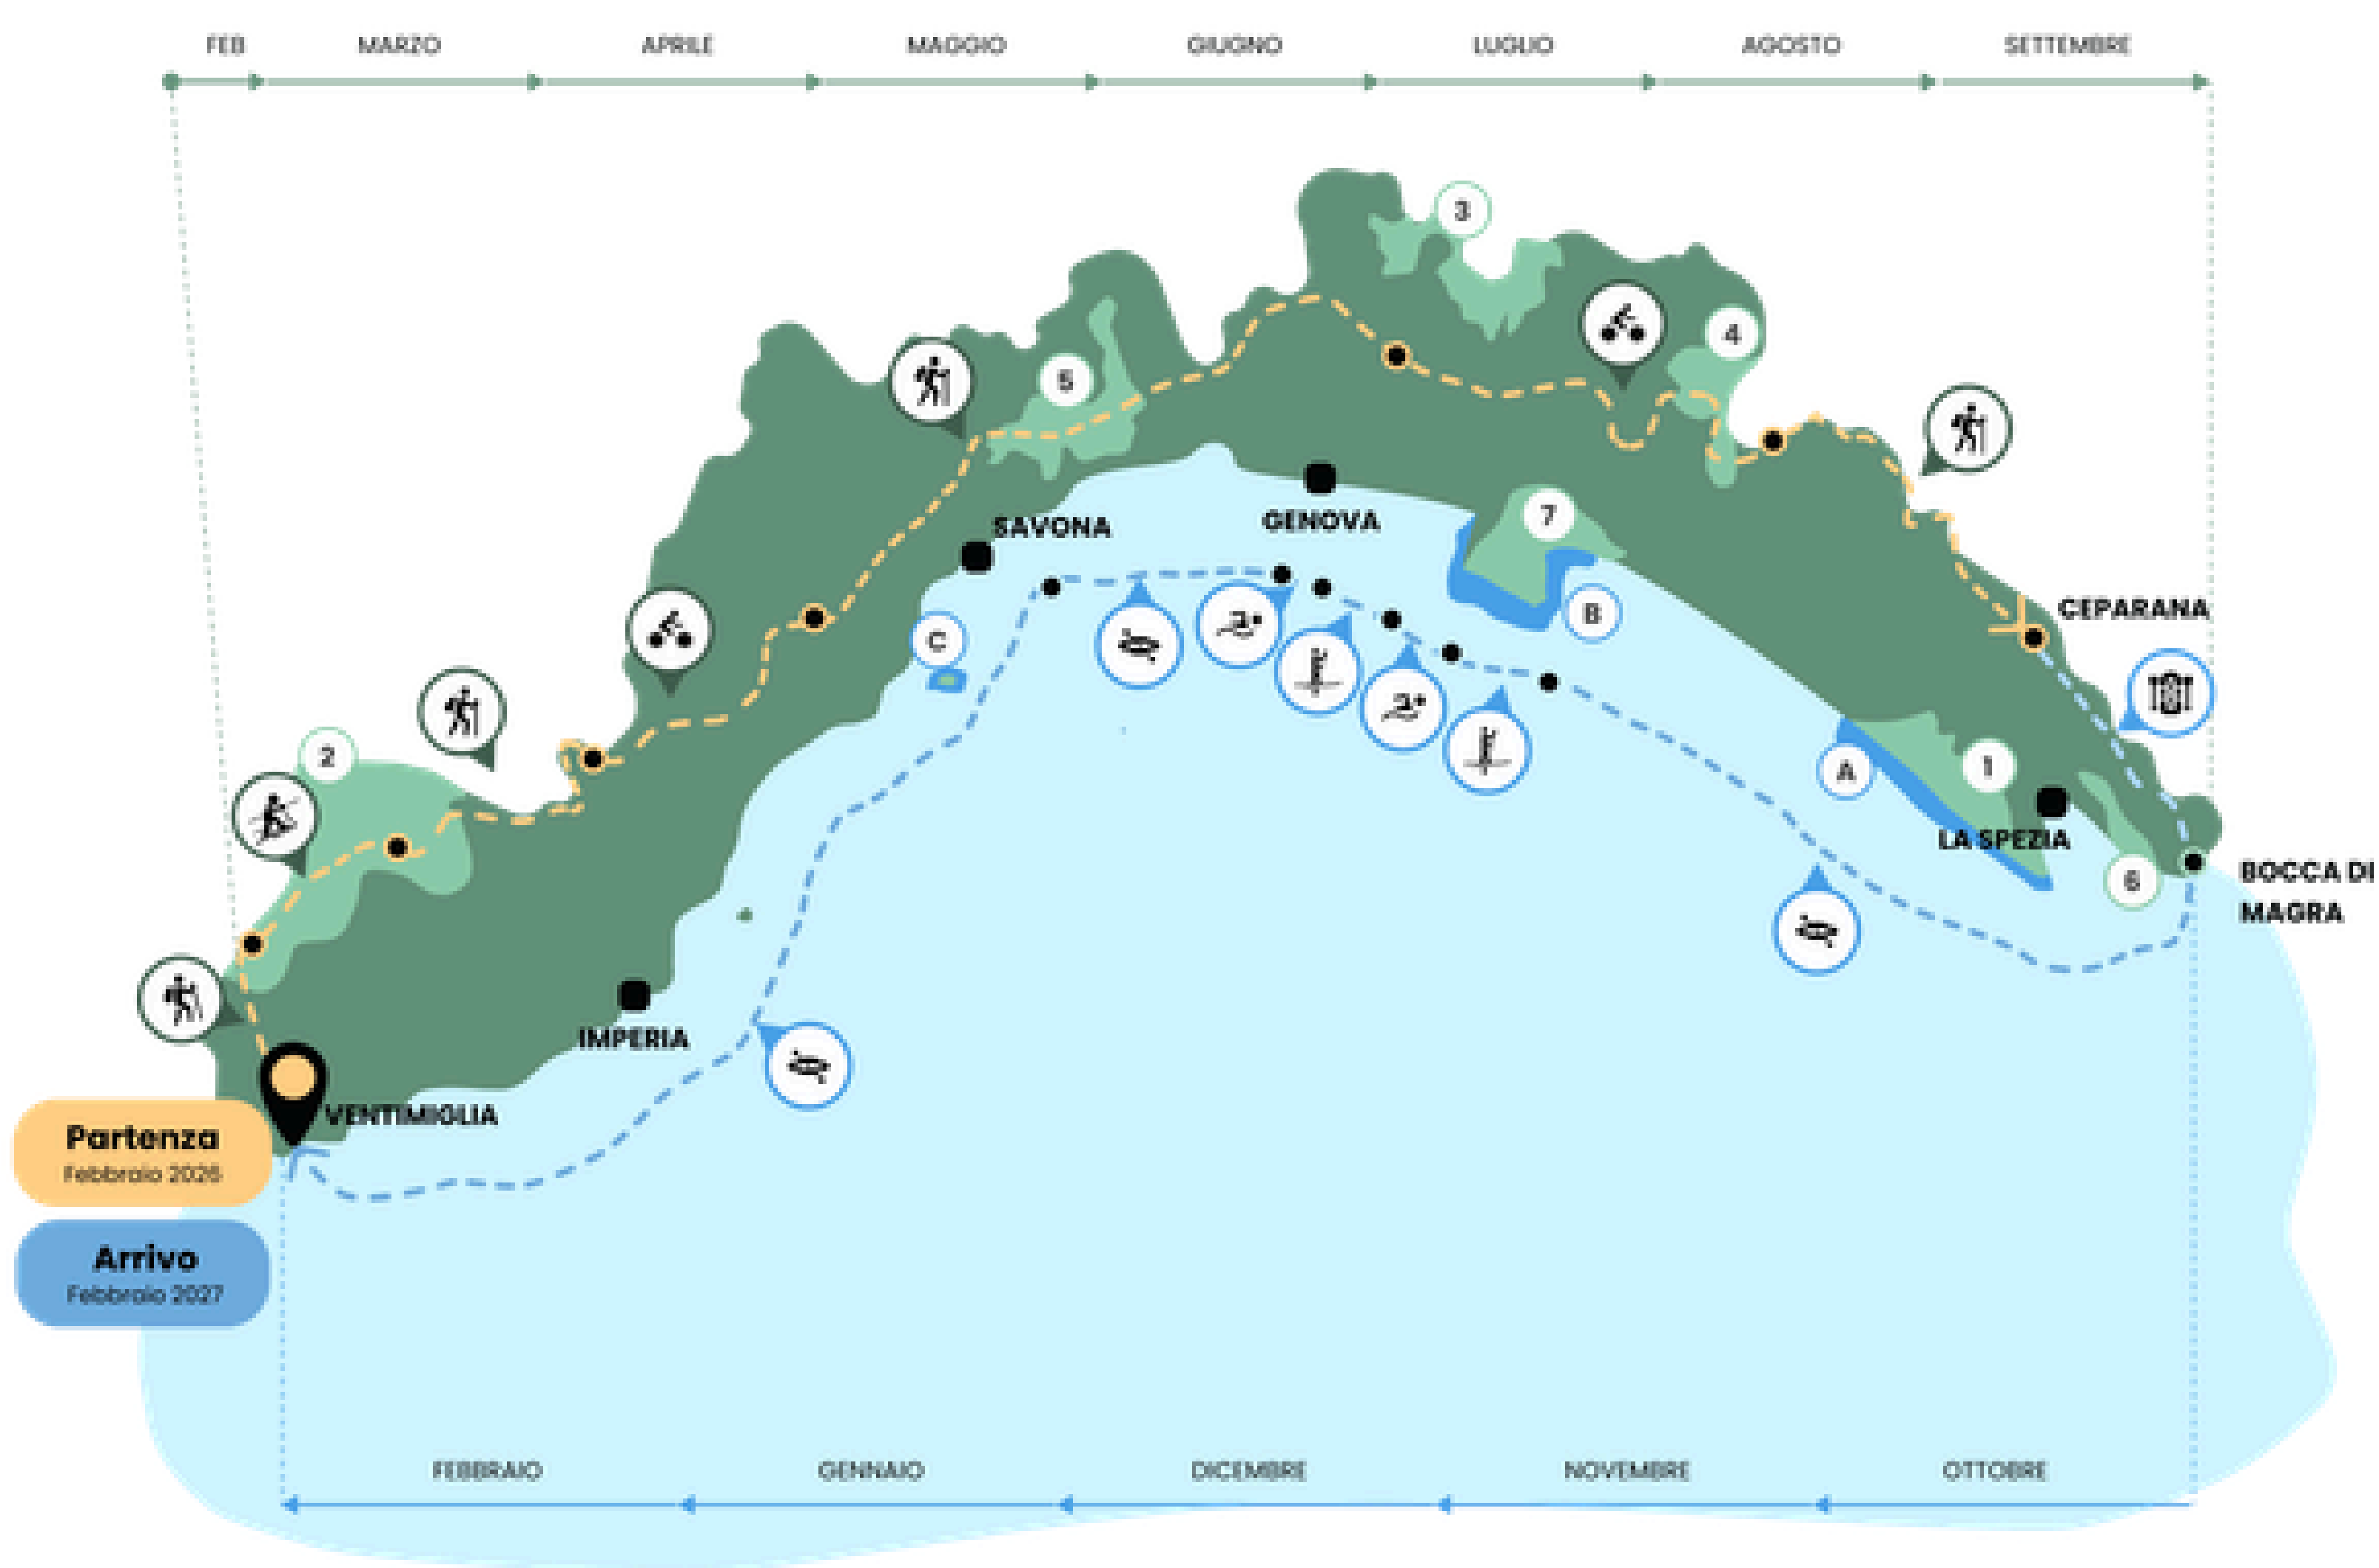 FEB
MARZO
APRILE
MAGGIO
GIUGNO
LUGLIO
AGOSTO
SETTEMBRE
3
4
5
7
SAVONA
GENOVA
B
C
CEPARANA
2
A
1
LA SPEZIA
6
BOCCA DI
MAGRA
IMPERIA
VENTIMIGLIA
Partenza
Febbraio 2026
Arrivo
Febbraio 2027
FEBBRAIO
GENNAIO
DICEMBRE
NOVEMBRE
OTTOBRE